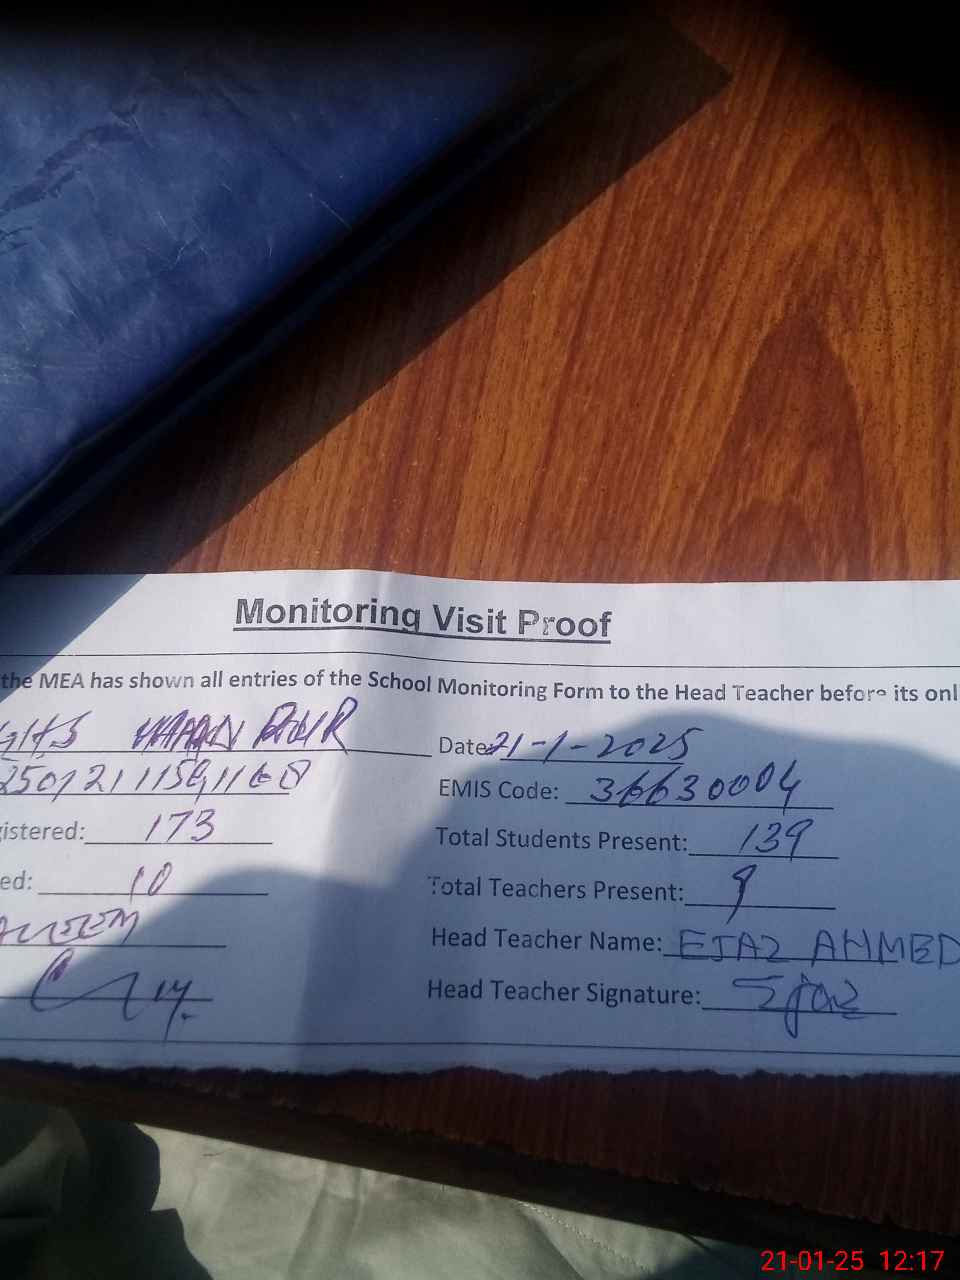 Monitoring Visit Proof
the MEA has shown all entries of the School Monitoring Form to the Head Teacher before its onl
Date: 21-1-2025
EMIS Code: 36630004
istered: 173
Total Students Present: 139
ed: 10
Total Teachers Present: 9
Head Teacher Name: EJAZ AHMED
Head Teacher Signature: Ejaz
21-01-25 12:17